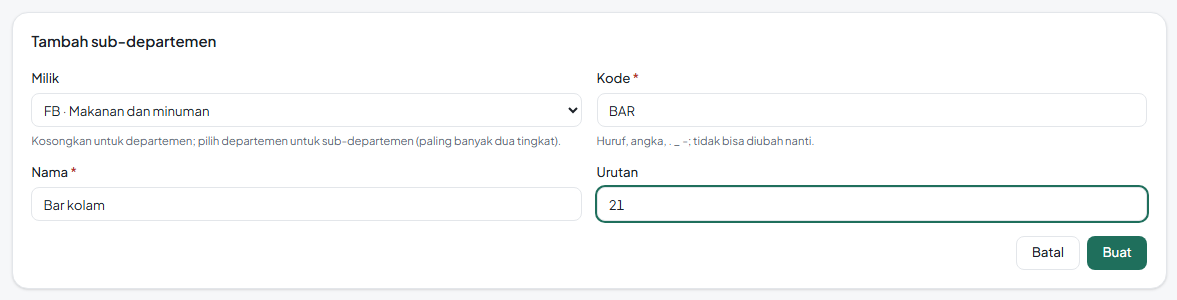 Tambah sub-departemen
Milik
Kode *
FB · Makanan dan minuman
BAR
Kosongkan untuk departemen; pilih departemen untuk sub-departemen (paling banyak dua tingkat).
Huruf, angka, . _ -; tidak bisa diubah nanti.
Nama *
Urutan
Bar kolam
21
Batal
Buat